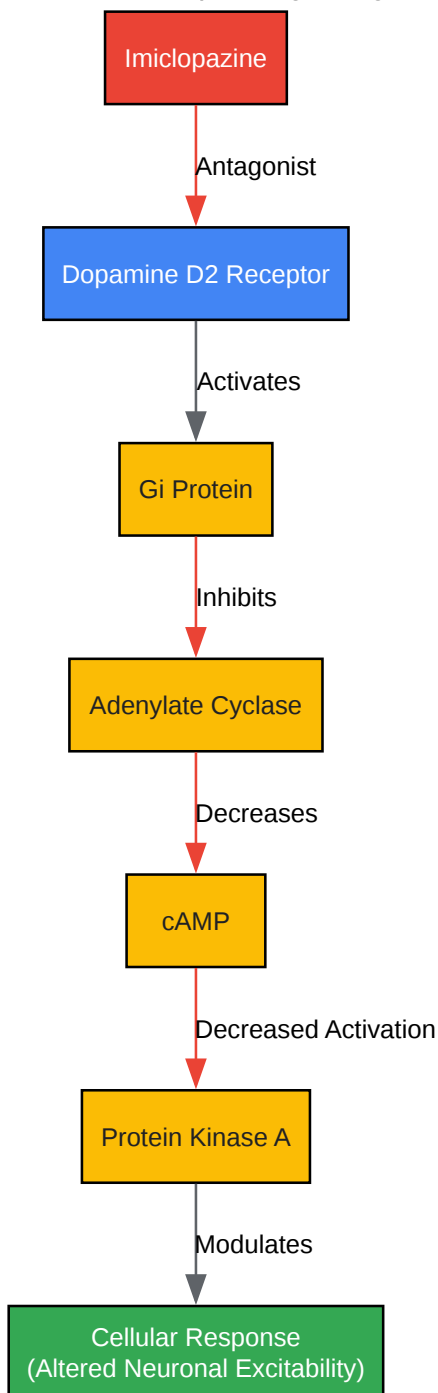 Imiclopazine
Antagonist
Dopamine D2 Receptor
Activates
Gi Protein
Inhibits
Adenylate Cyclase
Decreases
cAMP
Decreased Activation
Protein Kinase A
Modulates
Cellular Response
(Altered Neuronal Excitability)